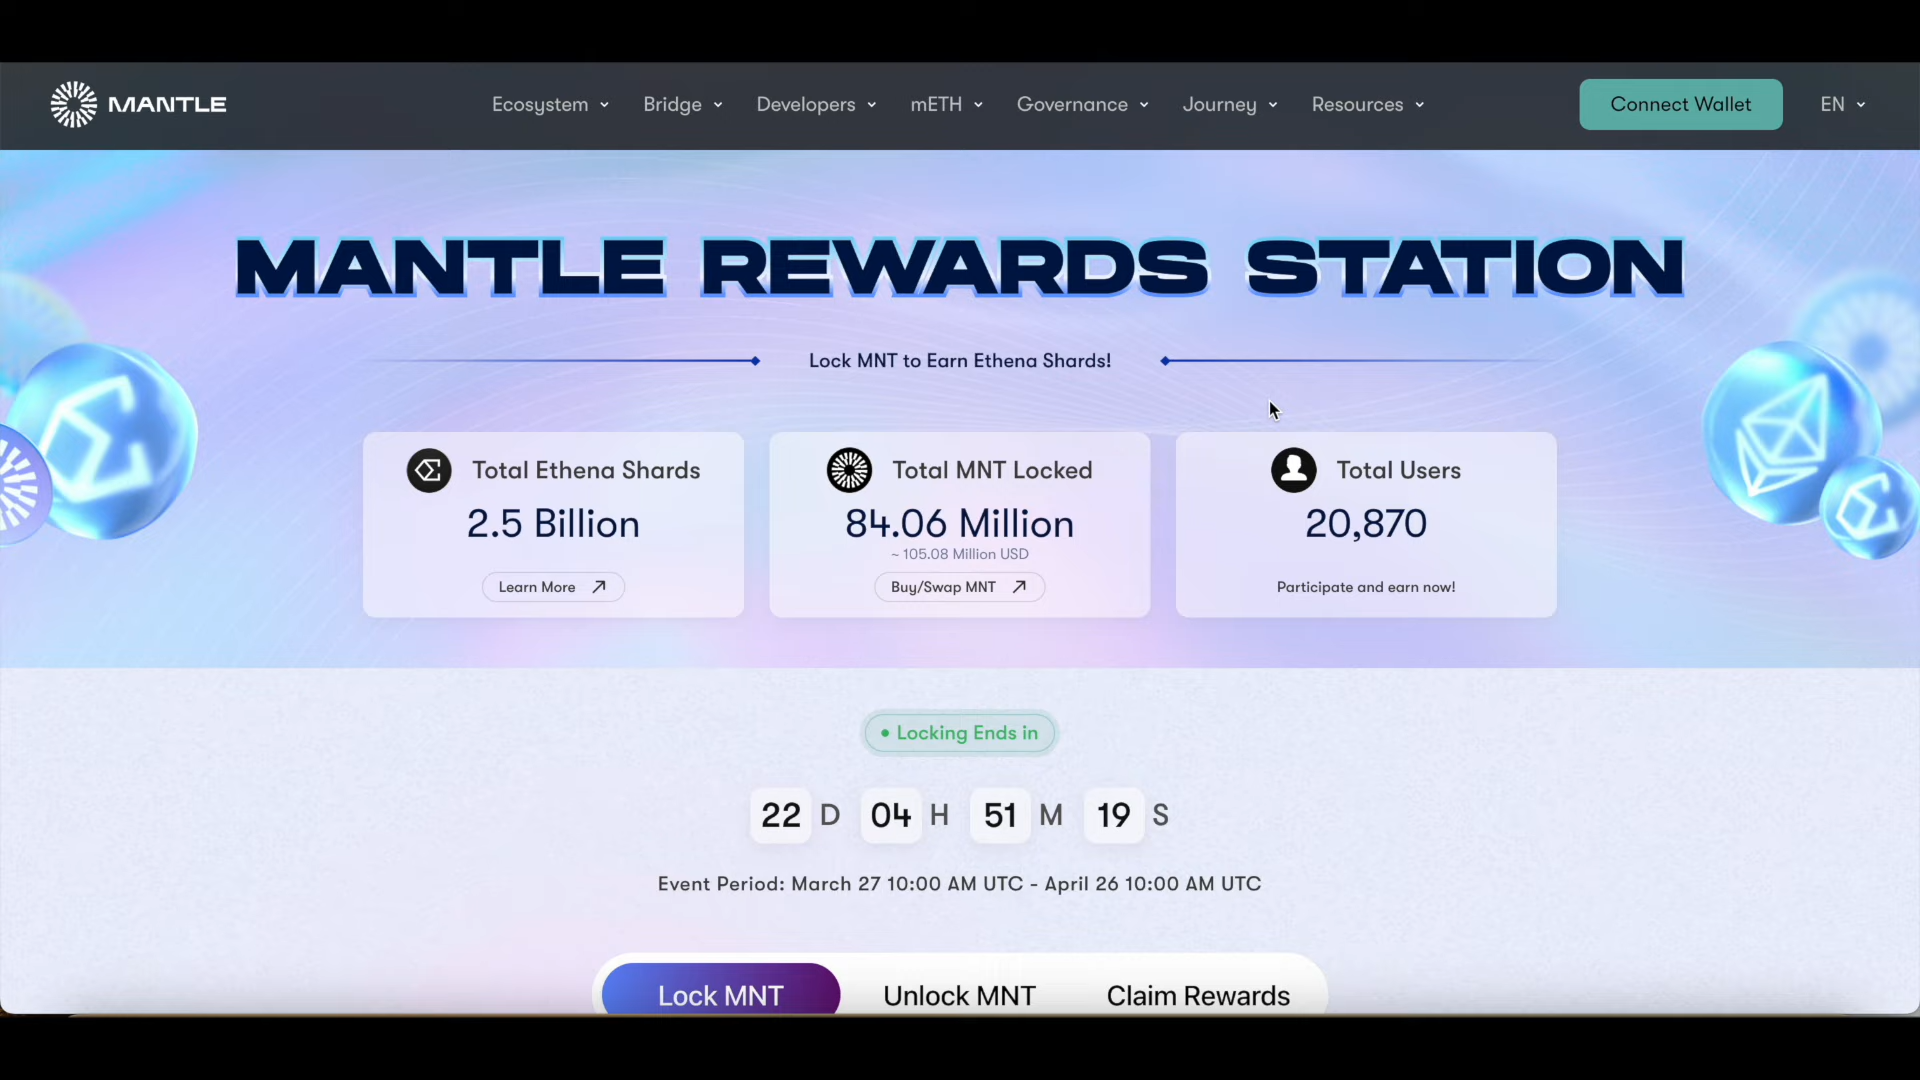 MANTLE
Ecosystem Bridge Developers mETH Governance Journey Resources
Connect Wallet
EN
MANTLE REWARDS STATION
Lock MNT to Earn Ethena Shards!
Total Ethena Shards
2.5 Billion
Learn More
Total MNT Locked
84.06 Million
~ 105.08 Million USD
Buy/Swap MNT
Total Users
20,870
Participate and earn now!
Locking Ends in
22 D 04 H 51 M 19 S
Event Period: March 27 10:00 AM UTC - April 26 10:00 AM UTC
Lock MNT Unlock MNT Claim Rewards